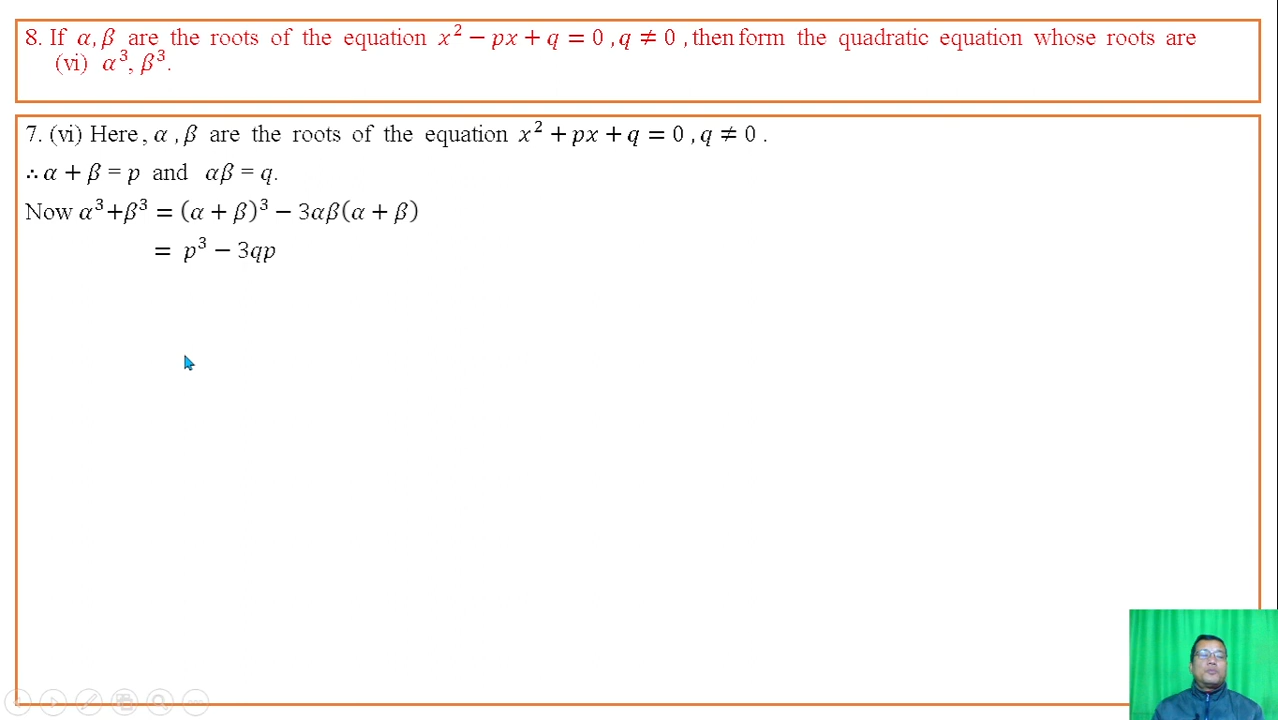 8. If α, β are the roots of the equation x² − px + q = 0 , q ≠ 0 , then form the quadratic equation whose roots are
(vi) α³, β³.
7. (vi) Here , α , β are the roots of the equation x² + px + q = 0 , q ≠ 0 .
∴ α + β = p and αβ = q.
Now α³+β³ = (α + β)³ − 3αβ(α + β)
= p³ − 3qp